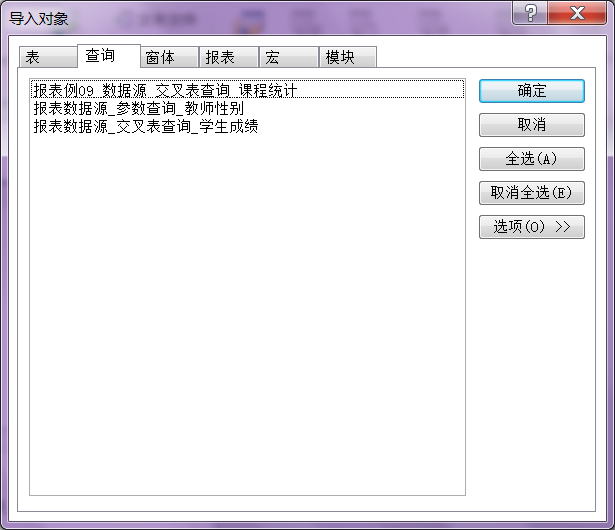 导入对象
表 查询 窗体 报表 宏 模块
报表例09_数据源_交叉表查询_课程统计
报表数据源_参数查询_教师性别
报表数据源_交叉表查询_学生成绩
确定
取消
全选(A)
取消全选(E)
选项(O) >>